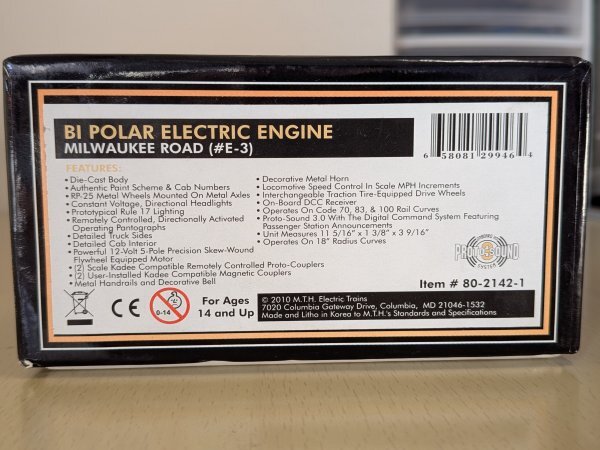 BI POLAR ELECTRIC ENGINE
MILWAUKEE ROAD (#E-3)
6 58081 29946 4
FEATURES:
• Die-Cast Body
• Authentic Paint Scheme & Cab Numbers
• RP-25 Metal Wheels Mounted On Metal Axles
• Constant Voltage, Directional Headlights
• Prototypical Rule 17 Lighting
• Remotely Controlled, Directionally Activated
Operating Pantographs
• Detailed Truck Sides
• Detailed Cab Interior
• Powerful 12-Volt 5-Pole Precision Skew-Wound
Flywheel Equipped Motor
• (2) Scale Kadee Compatible Remotely Controlled Proto-Couplers
• (2) User-Installed Kadee Compatible Magnetic Couplers
• Metal Handrails and Decorative Bell
• Decorative Metal Horn
• Locomotive Speed Control In Scale MPH Increments
• Interchangeable Traction Tire-Equipped Drive Wheels
• On-Board DCC Receiver
• Operates On Code 70, 83, & 100 Rail Curves
• Proto-Sound 3.0 With The Digital Command System Featuring
Passenger Station Announcements
• Unit Measures 11 5/16" x 1 3/8" x 3 9/16"
• Operates On 18" Radius Curves
PROTO 3 SOUND
SYSTEM
Item # 80-2142-1
CE
0-14
For Ages
14 and Up
© 2010 M.T.H. Electric Trains
7020 Columbia Gateway Drive, Columbia, MD 21046-1532
Made and Litho in Korea to M.T.H.'s Standards and Specifications